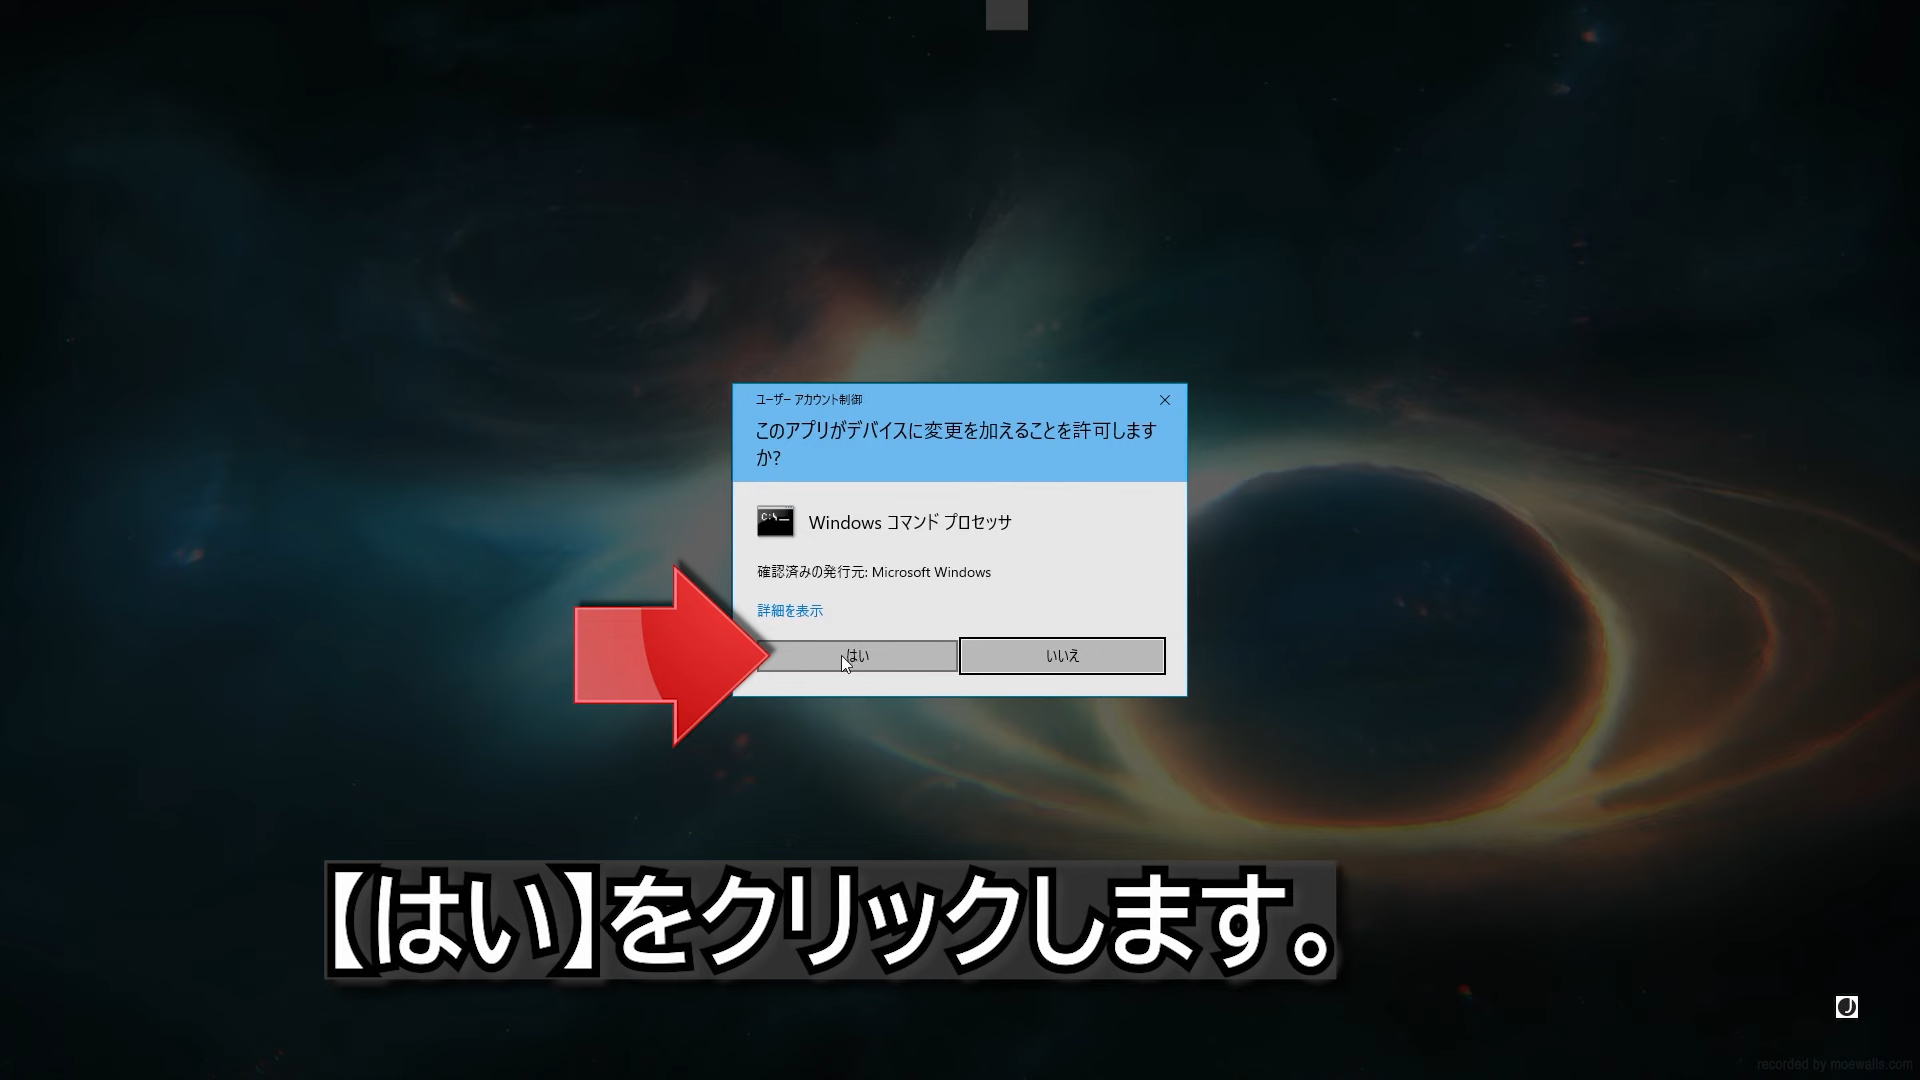 ユーザー アカウント制御
このアプリがデバイスに変更を加えることを許可します
か?
C:\
Windows コマンド プロセッサ
確認済みの発行元: Microsoft Windows
詳細を表示
はい
いいえ
【はい】をクリックします。
J
recorded by moewalls.com